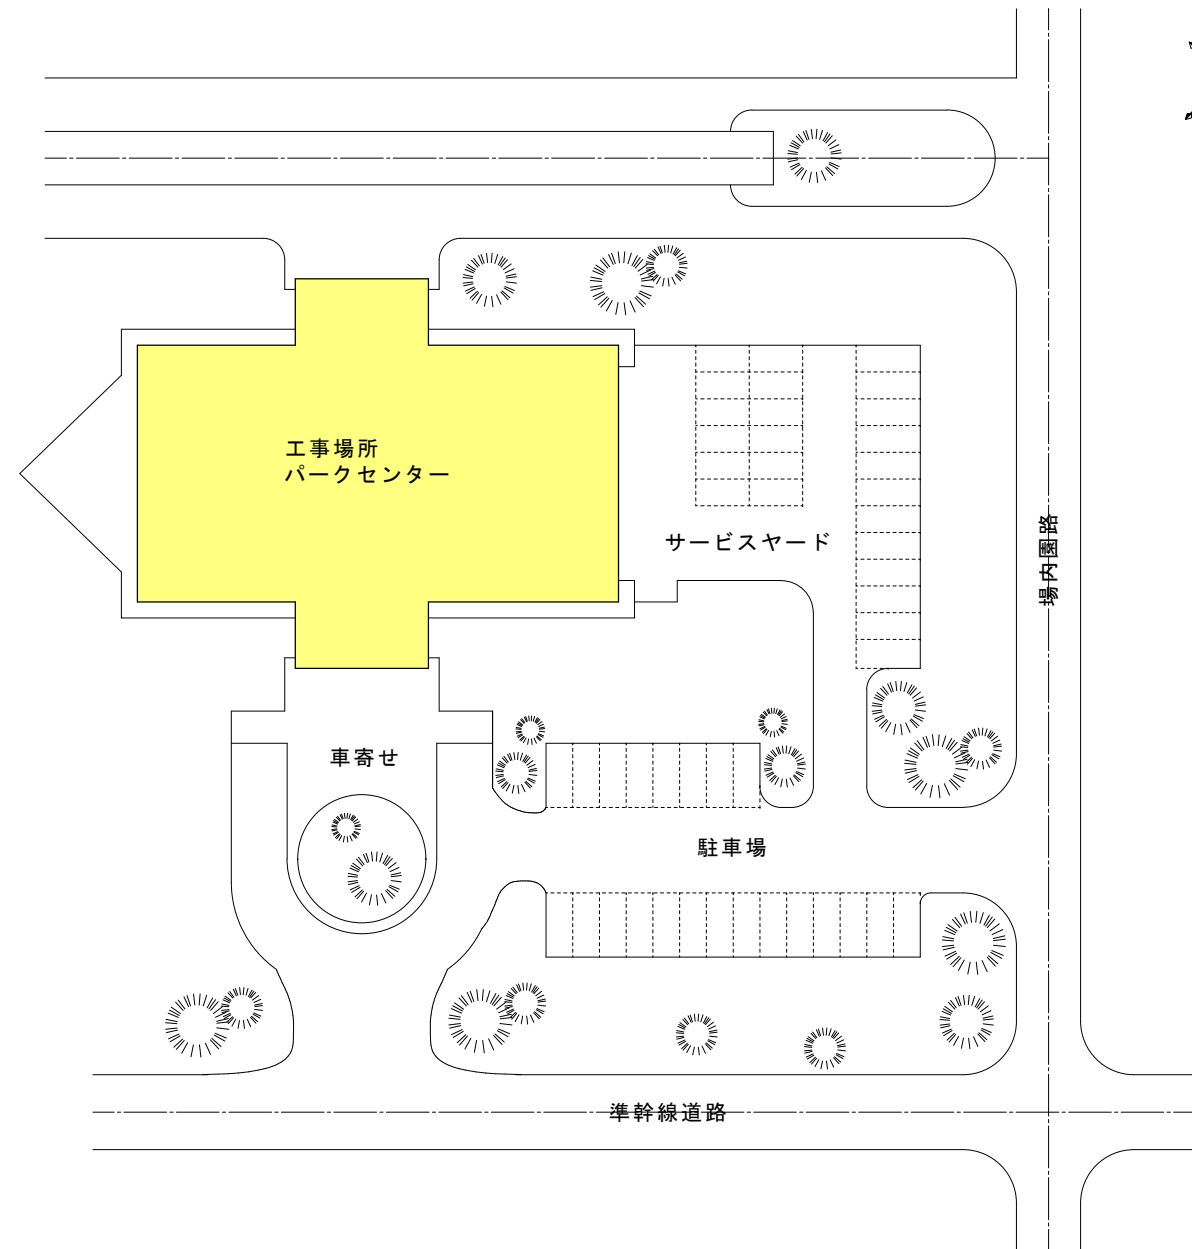 工事場所
パークセンター
サービスヤード
場内園路
車寄せ
駐車場
準幹線道路